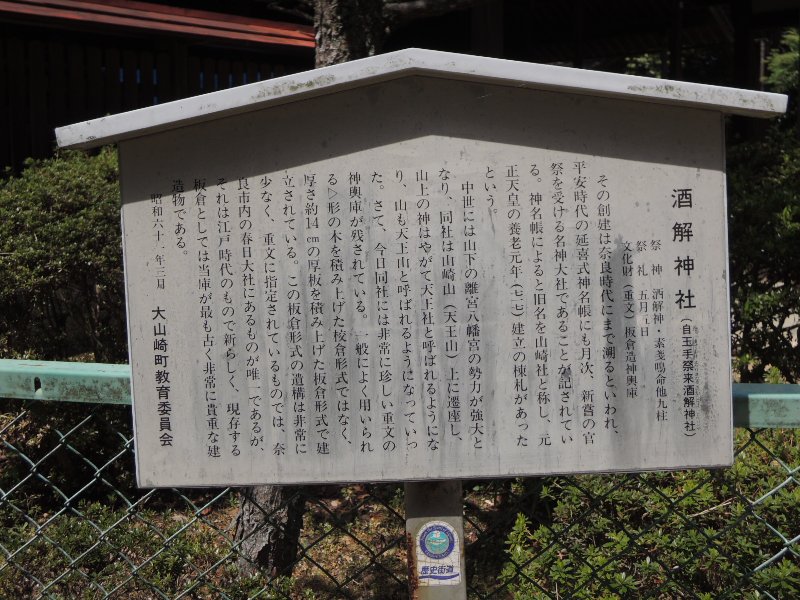 酒解神社（自玉手祭来酒解神社）
祭 神 酒解神・素戔嗚命他九柱
祭 礼 五月五日
文化財（重文）板倉造神輿庫
その創建は奈良時代にまで溯るといわれ、
平安時代の延喜式神名帳にも月次、新嘗の官
祭を受ける名神大社であることが記されてい
る。神名帳によると旧名を山崎社と称し、元
正天皇の養老元年（七一七）建立の棟札があった
という。
中世には山下の離宮八幡宮の勢力が強大と
なり、同社は山崎山（天王山）上に遷座し、
山上の神はやがて天王社と呼ばれるようにな
り、山も天王山と呼ばれるようになっていっ
た。さて、今日同社には非常に珍しい重文の
神輿庫が残されている。一般によく用いられ
る▷形の木を積み上げた校倉形式ではなく、
厚さ約14㎝の厚板を積み上げた板倉形式で建
立されている。この板倉形式の遺構は非常に
少なく、重文に指定されているものでは、奈
良市内の春日大社にあるものが唯一であるが、
それは江戸時代のもので新らしく、現存する
板倉としては当庫が最も古く非常に貴重な建
造物である。
昭和六十一年三月 大山崎町教育委員会
歴史街道